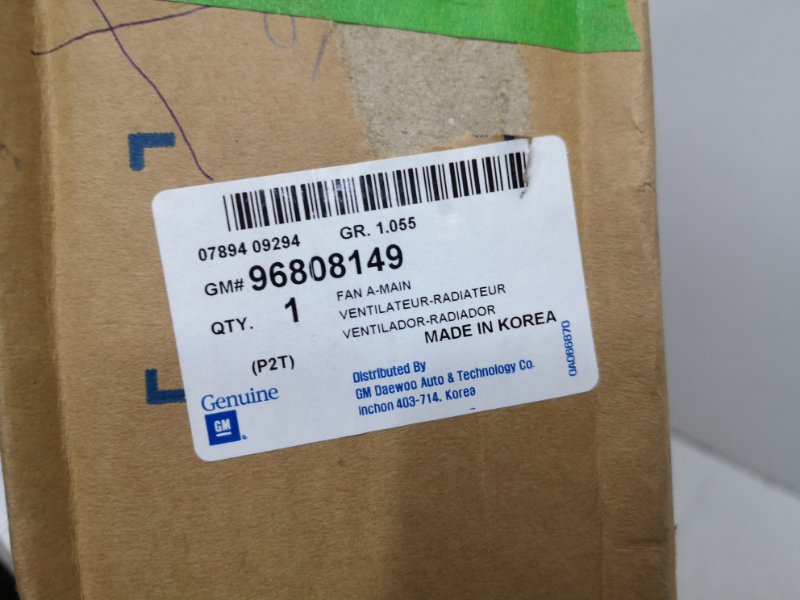 07894 09294 GR. 1.055
GM# 96808149
QTY. 1
FAN A-MAIN
VENTILATEUR-RADIATEUR
VENTILADOR-RADIADOR
MADE IN KOREA
(P2T)
Genuine
GM
Distributed By
GM Daewoo Auto & Technology Co.
Inchon 403-714, Korea
0A066870